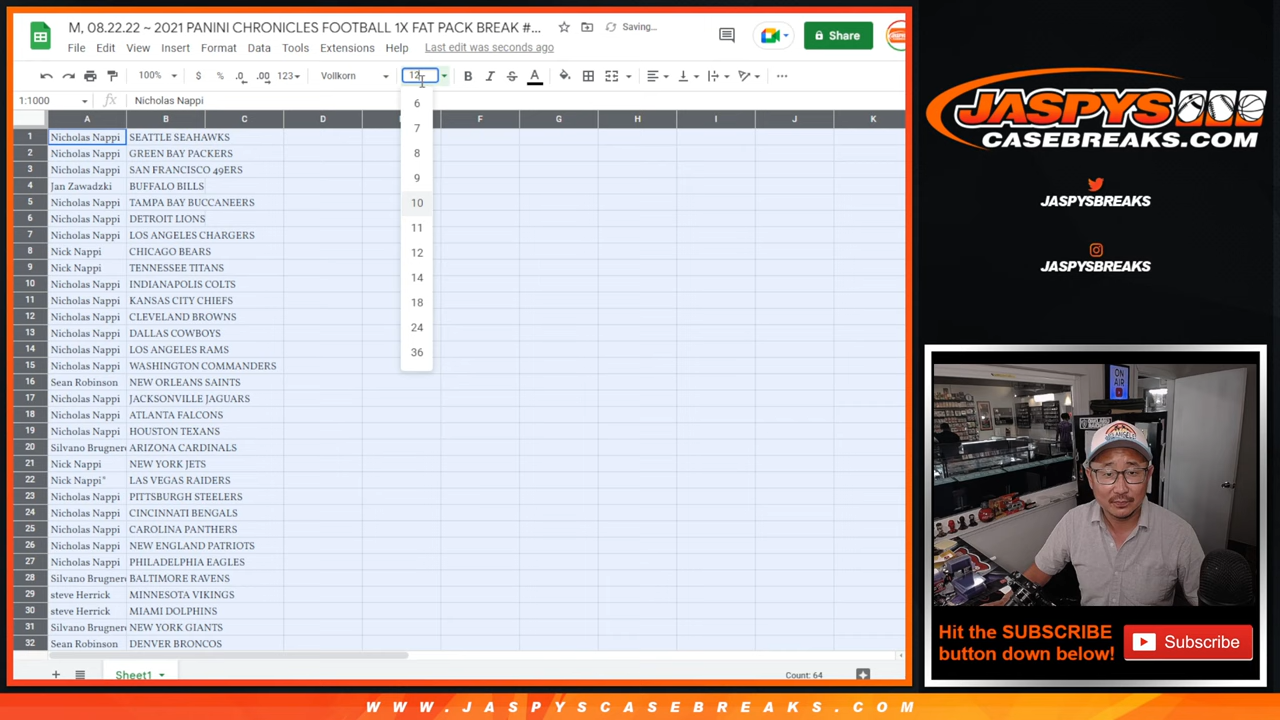 M, 08.22.22 ~ 2021 PANINI CHRONICLES FOOTBALL 1X FAT PACK BREAK #...
Saving...
File Edit View Insert Format Data Tools Extensions Help Last edit was seconds ago
Share
100% $ % .0 .00 123 Vollkorn 12 B I S A
1:1000 fx Nicholas Nappi
A B C D F G H I J K
1 Nicholas Nappi SEATTLE SEAHAWKS
2 Nicholas Nappi GREEN BAY PACKERS
3 Nicholas Nappi SAN FRANCISCO 49ERS
4 Jan Zawadzki BUFFALO BILLS
5 Nicholas Nappi TAMPA BAY BUCCANEERS
6 Nicholas Nappi DETROIT LIONS
7 Nicholas Nappi LOS ANGELES CHARGERS
8 Nick Nappi CHICAGO BEARS
9 Nick Nappi TENNESSEE TITANS
10 Nicholas Nappi INDIANAPOLIS COLTS
11 Nicholas Nappi KANSAS CITY CHIEFS
12 Nicholas Nappi CLEVELAND BROWNS
13 Nicholas Nappi DALLAS COWBOYS
14 Nicholas Nappi LOS ANGELES RAMS
15 Nicholas Nappi WASHINGTON COMMANDERS
16 Sean Robinson NEW ORLEANS SAINTS
17 Nicholas Nappi JACKSONVILLE JAGUARS
18 Nicholas Nappi ATLANTA FALCONS
19 Nicholas Nappi HOUSTON TEXANS
20 Silvano Brugner ARIZONA CARDINALS
21 Nick Nappi NEW YORK JETS
22 Nick Nappi* LAS VEGAS RAIDERS
23 Nicholas Nappi PITTSBURGH STEELERS
24 Nicholas Nappi CINCINNATI BENGALS
25 Nicholas Nappi CAROLINA PANTHERS
26 Nicholas Nappi NEW ENGLAND PATRIOTS
27 Nicholas Nappi PHILADELPHIA EAGLES
28 Silvano Brugner BALTIMORE RAVENS
29 steve Herrick MINNESOTA VIKINGS
30 steve Herrick MIAMI DOLPHINS
31 Silvano Brugner NEW YORK GIANTS
32 Sean Robinson DENVER BRONCOS
6
7
8
9
10
11
12
14
18
24
36
Sheet1
Count: 64
JASPYS
CASEBREAKS.COM
JASPYSBREAKS
JASPYSBREAKS
ON
AIR
Hit the SUBSCRIBE
button down below!
Subscribe
WWW.JASPYSCASEBREAKS.COM